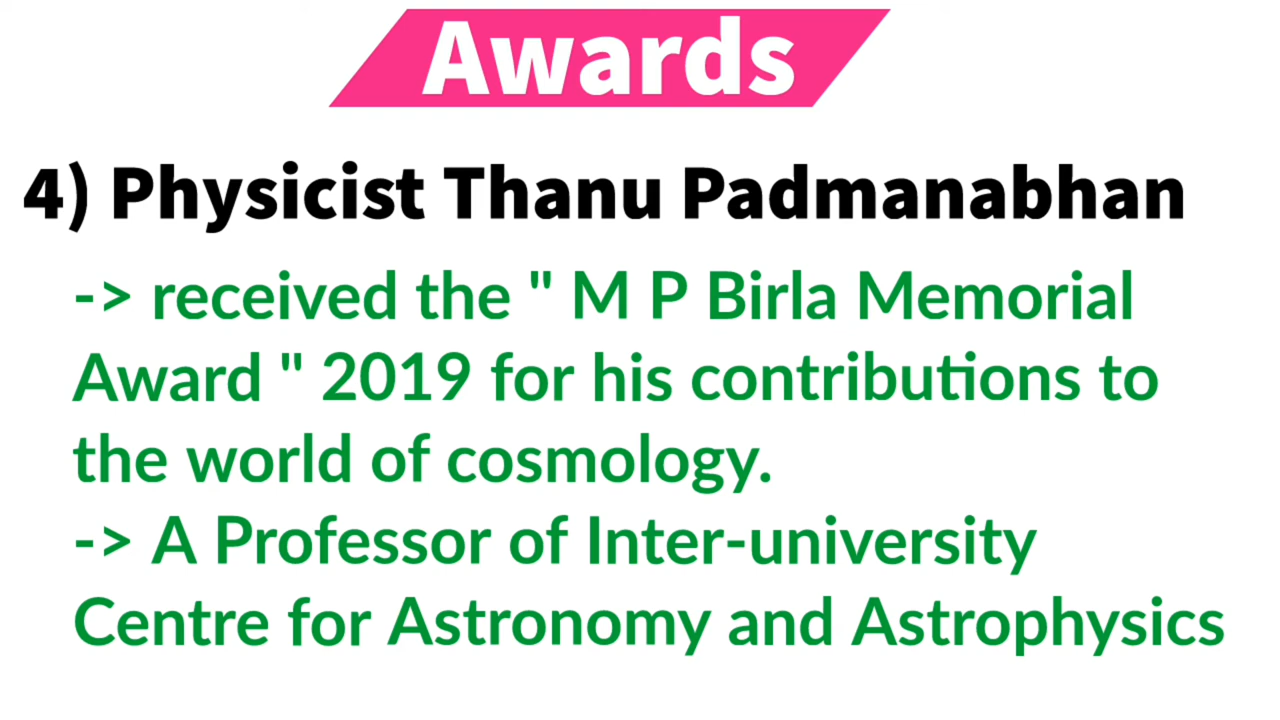 Awards
4) Physicist Thanu Padmanabhan
-> received the " M P Birla Memorial
Award " 2019 for his contributions to
the world of cosmology.
-> A Professor of Inter-university
Centre for Astronomy and Astrophysics